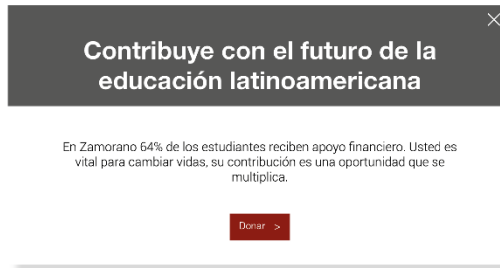 Contribuye con el futuro de la
educación latinoamericana
En Zamorano 64% de los estudiantes reciben apoyo financiero. Usted es
vital para cambiar vidas, su contribución es una oportunidad que se
multiplica.
Donar >